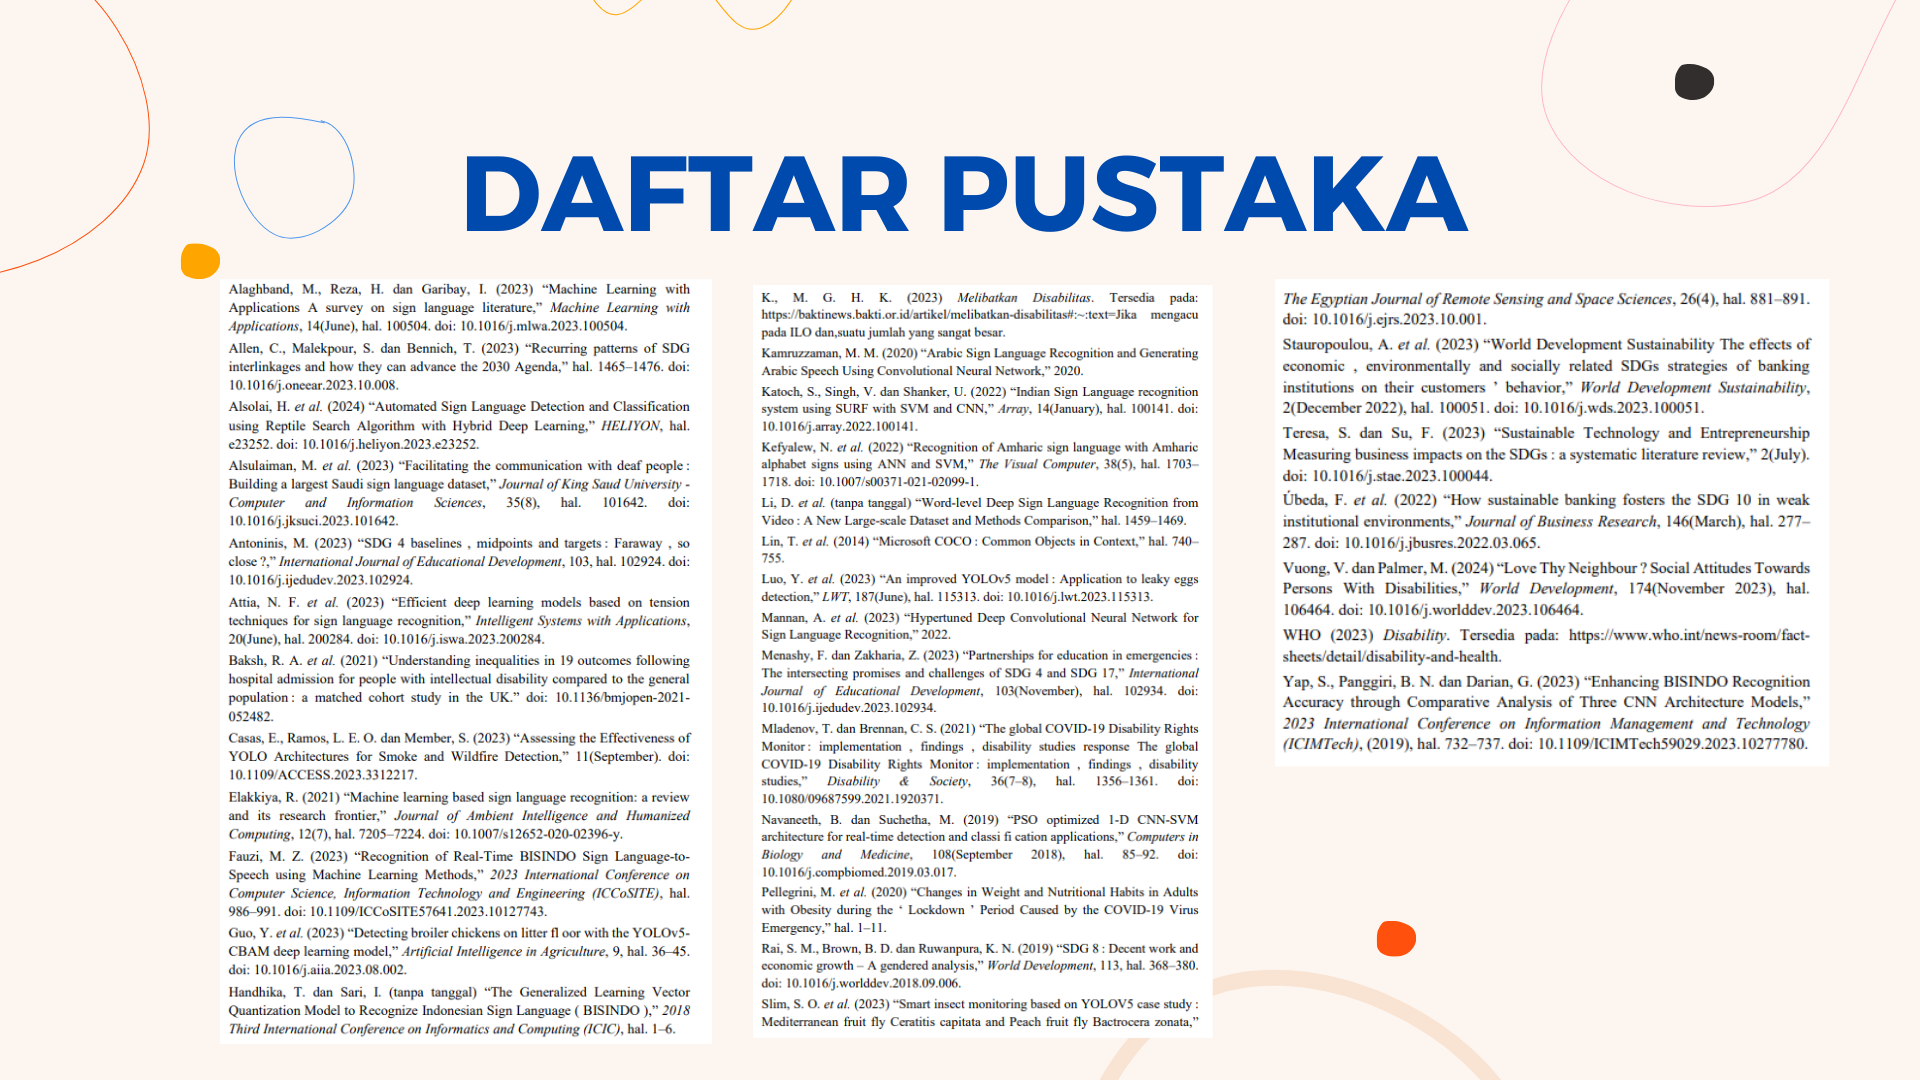 DAFTAR PUSTAKA
Alaghband, M., Reza, H. dan Garibay, I. (2023) “Machine Learning with
Applications A survey on sign language literature,” Machine Learning with
Applications, 14(June), hal. 100504. doi: 10.1016/j.mlwa.2023.100504.
Allen, C., Malekpour, S. dan Bennich, T. (2023) “Recurring patterns of SDG
interlinkages and how they can advance the 2030 Agenda,” hal. 1465–1476. doi:
10.1016/j.oneear.2023.10.008.
Alsolai, H. et al. (2024) “Automated Sign Language Detection and Classification
using Reptile Search Algorithm with Hybrid Deep Learning,” HELIYON, hal.
e23252. doi: 10.1016/j.heliyon.2023.e23252.
Alsulaiman, M. et al. (2023) “Facilitating the communication with deaf people :
Building a largest Saudi sign language dataset,” Journal of King Saud University -
Computer and Information Sciences, 35(8), hal. 101642. doi:
10.1016/j.jksuci.2023.101642.
Antoninis, M. (2023) “SDG 4 baselines , midpoints and targets : Faraway , so
close ?,” International Journal of Educational Development, 103, hal. 102924. doi:
10.1016/j.ijedudev.2023.102924.
Attia, N. F. et al. (2023) “Efficient deep learning models based on tension
techniques for sign language recognition,” Intelligent Systems with Applications,
20(June), hal. 200284. doi: 10.1016/j.iswa.2023.200284.
Baksh, R. A. et al. (2021) “Understanding inequalities in 19 outcomes following
hospital admission for people with intellectual disability compared to the general
population : a matched cohort study in the UK.” doi: 10.1136/bmjopen-2021-
052482.
Casas, E., Ramos, L. E. O. dan Member, S. (2023) “Assessing the Effectiveness of
YOLO Architectures for Smoke and Wildfire Detection,” 11(September). doi:
10.1109/ACCESS.2023.3312217.
Elakkiya, R. (2021) “Machine learning based sign language recognition: a review
and its research frontier,” Journal of Ambient Intelligence and Humanized
Computing, 12(7), hal. 7205–7224. doi: 10.1007/s12652-020-02396-y.
Fauzi, M. Z. (2023) “Recognition of Real-Time BISINDO Sign Language-to-
Speech using Machine Learning Methods,” 2023 International Conference on
Computer Science, Information Technology and Engineering (ICCoSITE), hal.
986–991. doi: 10.1109/ICCoSITE57641.2023.10127743.
Guo, Y. et al. (2023) “Detecting broiler chickens on litter fl oor with the YOLOv5-
CBAM deep learning model,” Artificial Intelligence in Agriculture, 9, hal. 36–45.
doi: 10.1016/j.aiia.2023.08.002.
Handhika, T. dan Sari, I. (tanpa tanggal) “The Generalized Learning Vector
Quantization Model to Recognize Indonesian Sign Language ( BISINDO ),” 2018
Third International Conference on Informatics and Computing (ICIC), hal. 1–6.
K., M. G. H. K. (2023) Melibatkan Disabilitas. Tersedia pada:
https://baktinews.bakti.or.id/artikel/melibatkan-disabilitas#:~:text=Jika mengacu
pada ILO dan,suatu jumlah yang sangat besar.
Kamruzzaman, M. M. (2020) “Arabic Sign Language Recognition and Generating
Arabic Speech Using Convolutional Neural Network,” 2020.
Katoch, S., Singh, V. dan Shanker, U. (2022) “Indian Sign Language recognition
system using SURF with SVM and CNN,” Array, 14(January), hal. 100141. doi:
10.1016/j.array.2022.100141.
Kefyalew, N. et al. (2022) “Recognition of Amharic sign language with Amharic
alphabet signs using ANN and SVM,” The Visual Computer, 38(5), hal. 1703–
1718. doi: 10.1007/s00371-021-02099-1.
Li, D. et al. (tanpa tanggal) “Word-level Deep Sign Language Recognition from
Video : A New Large-scale Dataset and Methods Comparison,” hal. 1459–1469.
Lin, T. et al. (2014) “Microsoft COCO : Common Objects in Context,” hal. 740–
755.
Luo, Y. et al. (2023) “An improved YOLOv5 model : Application to leaky eggs
detection,” LWT, 187(June), hal. 115313. doi: 10.1016/j.lwt.2023.115313.
Mannan, A. et al. (2023) “Hypertuned Deep Convolutional Neural Network for
Sign Language Recognition,” 2022.
Menashy, F. dan Zakharia, Z. (2023) “Partnerships for education in emergencies :
The intersecting promises and challenges of SDG 4 and SDG 17,” International
Journal of Educational Development, 103(November), hal. 102934. doi:
10.1016/j.ijedudev.2023.102934.
Mladenov, T. dan Brennan, C. S. (2021) “The global COVID-19 Disability Rights
Monitor : implementation , findings , disability studies response The global
COVID-19 Disability Rights Monitor : implementation , findings , disability
studies,” Disability & Society, 36(7–8), hal. 1356–1361. doi:
10.1080/09687599.2021.1920371.
Navaneeth, B. dan Suchetha, M. (2019) “PSO optimized 1-D CNN-SVM
architecture for real-time detection and classi fi cation applications,” Computers in
Biology and Medicine, 108(September 2018), hal. 85–92. doi:
10.1016/j.compbiomed.2019.03.017.
Pellegrini, M. et al. (2020) “Changes in Weight and Nutritional Habits in Adults
with Obesity during the ‘ Lockdown ’ Period Caused by the COVID-19 Virus
Emergency,” hal. 1–11.
Rai, S. M., Brown, B. D. dan Ruwanpura, K. N. (2019) “SDG 8 : Decent work and
economic growth – A gendered analysis,” World Development, 113, hal. 368–380.
doi: 10.1016/j.worlddev.2018.09.006.
Slim, S. O. et al. (2023) “Smart insect monitoring based on YOLOV5 case study :
Mediterranean fruit fly Ceratitis capitata and Peach fruit fly Bactrocera zonata,”
The Egyptian Journal of Remote Sensing and Space Sciences, 26(4), hal. 881–891.
doi: 10.1016/j.ejrs.2023.10.001.
Stauropoulou, A. et al. (2023) “World Development Sustainability The effects of
economic , environmentally and socially related SDGs strategies of banking
institutions on their customers ’ behavior,” World Development Sustainability,
2(December 2022), hal. 100051. doi: 10.1016/j.wds.2023.100051.
Teresa, S. dan Su, F. (2023) “Sustainable Technology and Entrepreneurship
Measuring business impacts on the SDGs : a systematic literature review,” 2(July).
doi: 10.1016/j.stae.2023.100044.
Úbeda, F. et al. (2022) “How sustainable banking fosters the SDG 10 in weak
institutional environments,” Journal of Business Research, 146(March), hal. 277–
287. doi: 10.1016/j.jbusres.2022.03.065.
Vuong, V. dan Palmer, M. (2024) “Love Thy Neighbour ? Social Attitudes Towards
Persons With Disabilities,” World Development, 174(November 2023), hal.
106464. doi: 10.1016/j.worlddev.2023.106464.
WHO (2023) Disability. Tersedia pada: https://www.who.int/news-room/fact-
sheets/detail/disability-and-health.
Yap, S., Panggiri, B. N. dan Darian, G. (2023) “Enhancing BISINDO Recognition
Accuracy through Comparative Analysis of Three CNN Architecture Models,”
2023 International Conference on Information Management and Technology
(ICIMTech), (2019), hal. 732–737. doi: 10.1109/ICIMTech59029.2023.10277780.